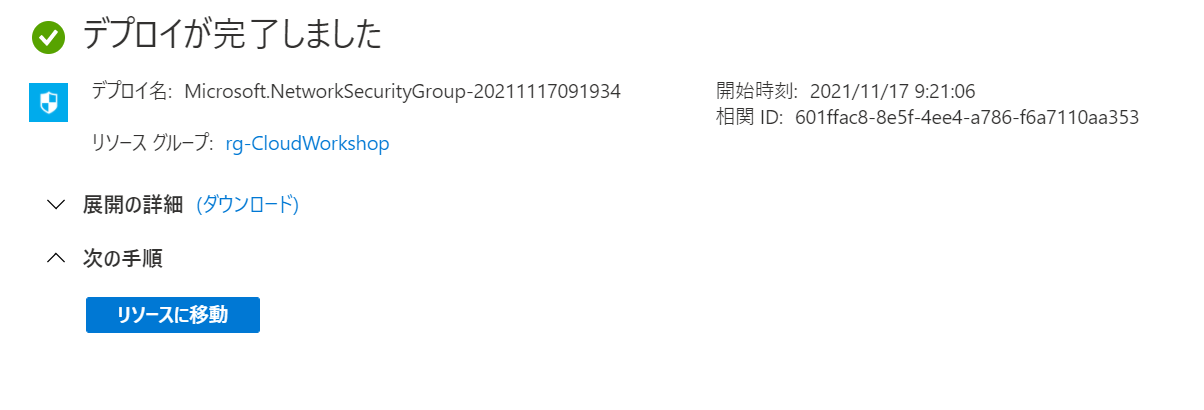 デプロイが完了しました
デプロイ名: Microsoft.NetworkSecurityGroup-20211117091934
開始時刻: 2021/11/17 9:21:06
相関 ID: 601ffac8-8e5f-4ee4-a786-f6a7110aa353
リソース グループ: rg-CloudWorkshop
展開の詳細 (ダウンロード)
次の手順
リソースに移動